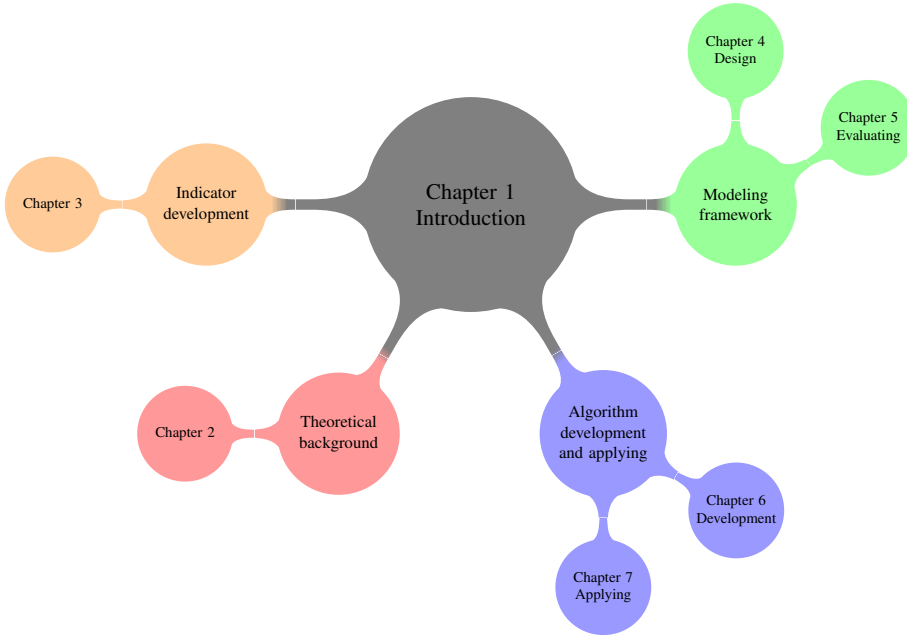 Chapter 4
Design
Chapter 5
Evaluating
Chapter 1
Introduction
Modeling
framework
Indicator
development
Chapter 3
Theoretical
background
Chapter 2
Algorithm
development
and applying
Chapter 6
Development
Chapter 7
Applying